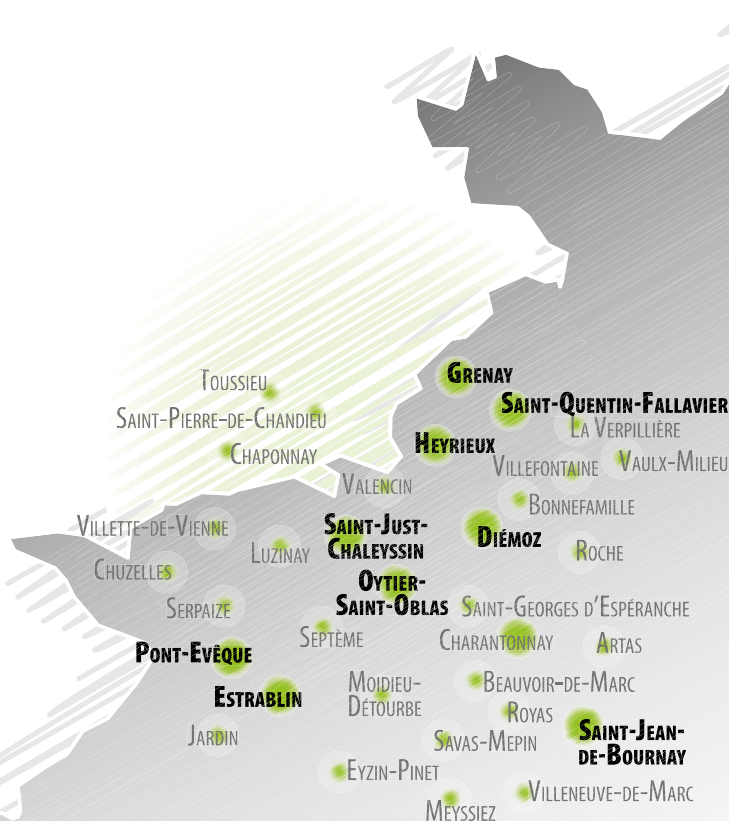 Toussieu
Grenay
Saint-Pierre-de-Chandieu
Saint-Quentin-Fallavier
La Verpillière
Heyrieux
Chaponnay
Villefontaine
Vaulx-Milieu
Valencin
Bonnefamille
Villette-de-Vienne
Saint-Just-
Chaleyssin
Diémoz
Luzinay
Roche
Chuzelles
Oytier-
Saint-Oblas
Serpaize
Saint-Georges d'Espéranche
Septème
Charantonnay
Artas
Pont-Evêque
Moidieu-
Détourbe
Beauvoir-de-Marc
Estrablin
Royas
Jardin
Savas-Mepin
Saint-Jean-
de-Bournay
Eyzin-Pinet
Villeneuve-de-Marc
Meyssiez